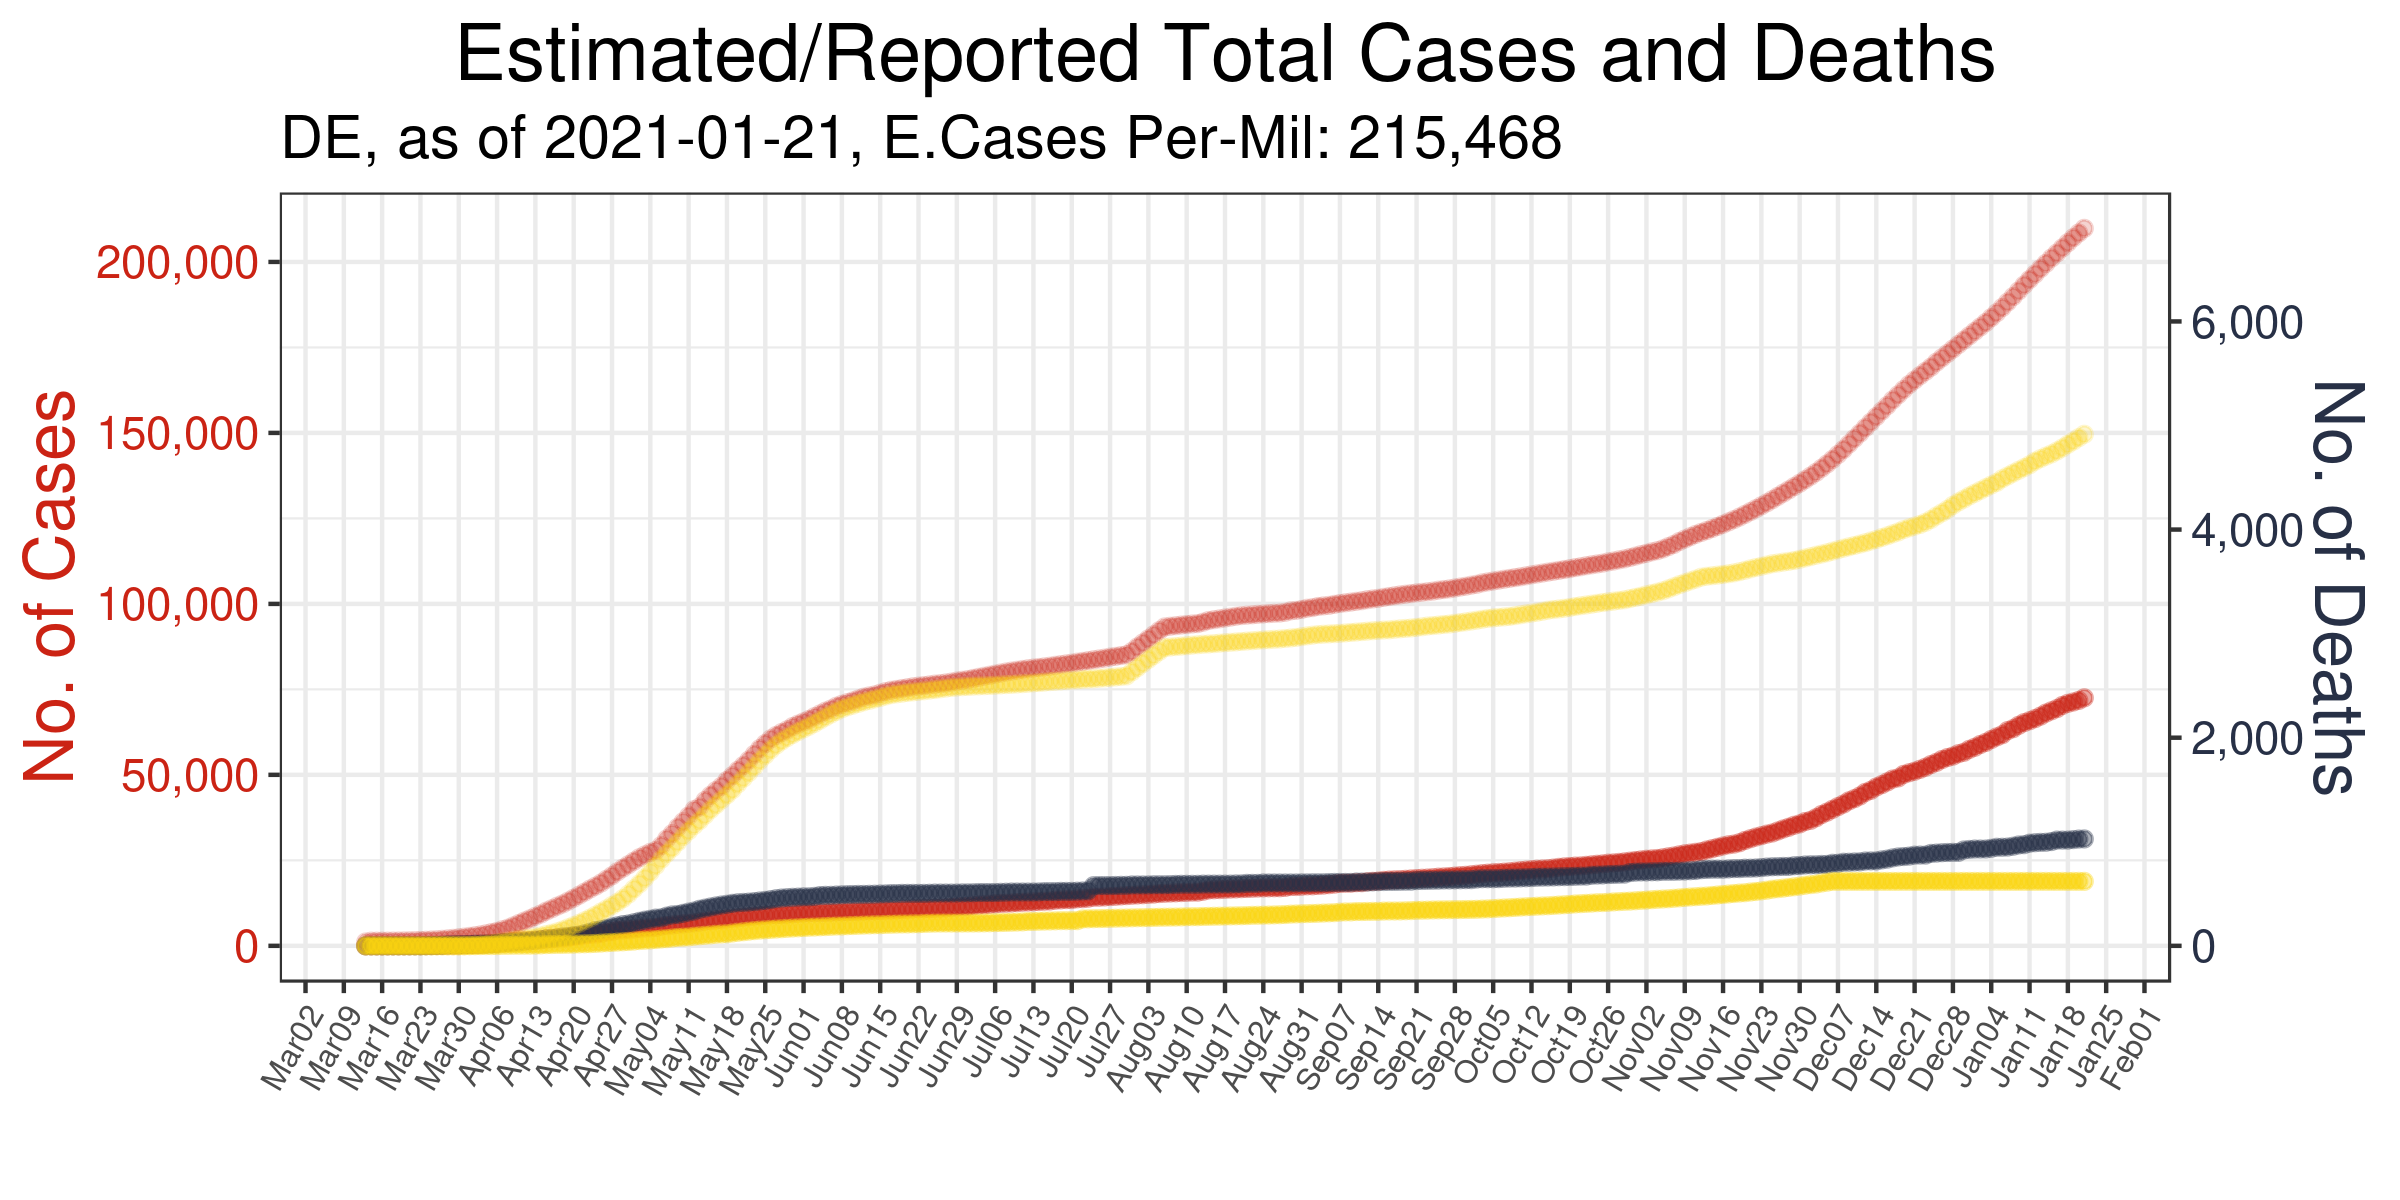 Estimated/Reported Total Cases and Deaths
DE, as of 2021-01-21, E.Cases Per-Mil: 215,468
No. of Cases
200,000
150,000
100,000
50,000
0
6,000
4,000
2,000
0
No. of Deaths
Mar02
Mar09
Mar16
Mar23
Mar30
Apr06
Apr13
Apr20
Apr27
May04
May11
May18
May25
Jun01
Jun08
Jun15
Jun22
Jun29
Jul06
Jul13
Jul20
Jul27
Aug03
Aug10
Aug17
Aug24
Aug31
Sep07
Sep14
Sep21
Sep28
Oct05
Oct12
Oct19
Oct26
Nov02
Nov09
Nov16
Nov23
Nov30
Dec07
Dec14
Dec21
Dec28
Jan04
Jan11
Jan18
Jan25
Feb01